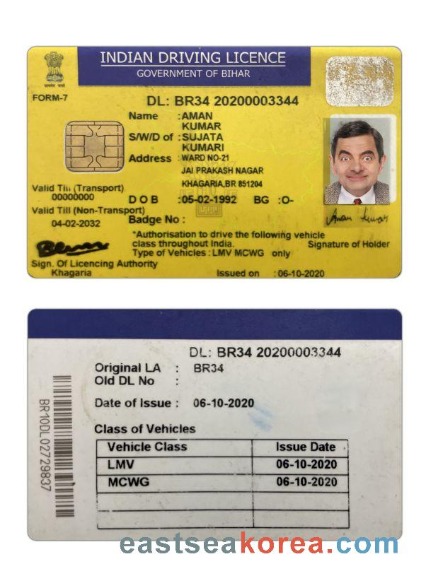 INDIAN DRIVING LICENCE
GOVERNMENT OF BIHAR
FORM-7
DL: BR34 20200003344
Name :AMAN
KUMAR
S/W/D of :SUJATA
KUMARI
Address :WARD NO-21
JAI PRAKASH NAGAR
KHAGARIA,BR 851204
Valid Till (Transport)
00000000
D O B :05-02-1992 BG :O-
Valid Till (Non-Transport)
04-02-2032
Badge No :
*Authorisation to drive the following vehicle
class throughout India.
Type of Vehicles :LMV MCWG only
Aman Kumar
Signature of Holder
Sign. Of Licencing Authority
Khagaria
Issued on :06-10-2020
DL: BR34 20200003344
Original LA : BR34
Old DL No :
Date of Issue : 06-10-2020
Class of Vehicles
Vehicle Class Issue Date
LMV 06-10-2020
MCWG 06-10-2020
BR10DL02729837
eastseakorea.com